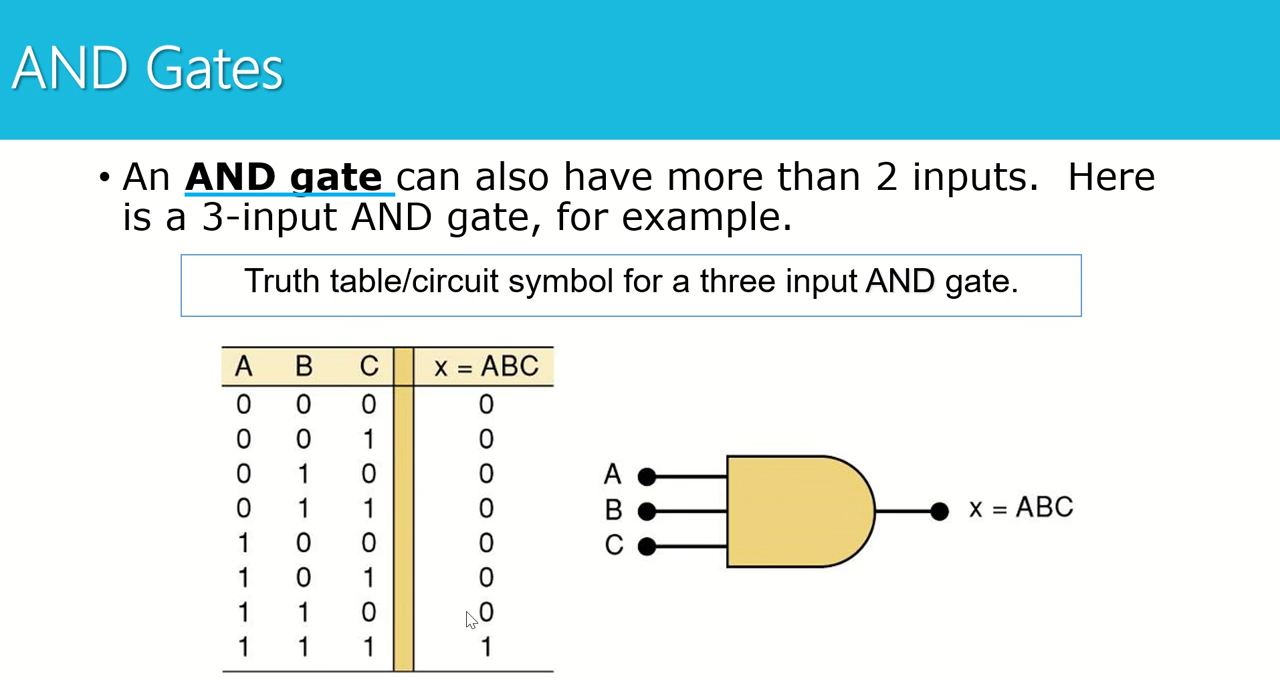 AND Gates
• An AND gate can also have more than 2 inputs.  Here
is a 3-input AND gate, for example.
Truth table/circuit symbol for a three input AND gate.
A B C x = ABC
0 0 0 0
0 0 1 0
0 1 0 0
0 1 1 0
1 0 0 0
1 0 1 0
1 1 0 0
1 1 1 1
A
B
C
x = ABC